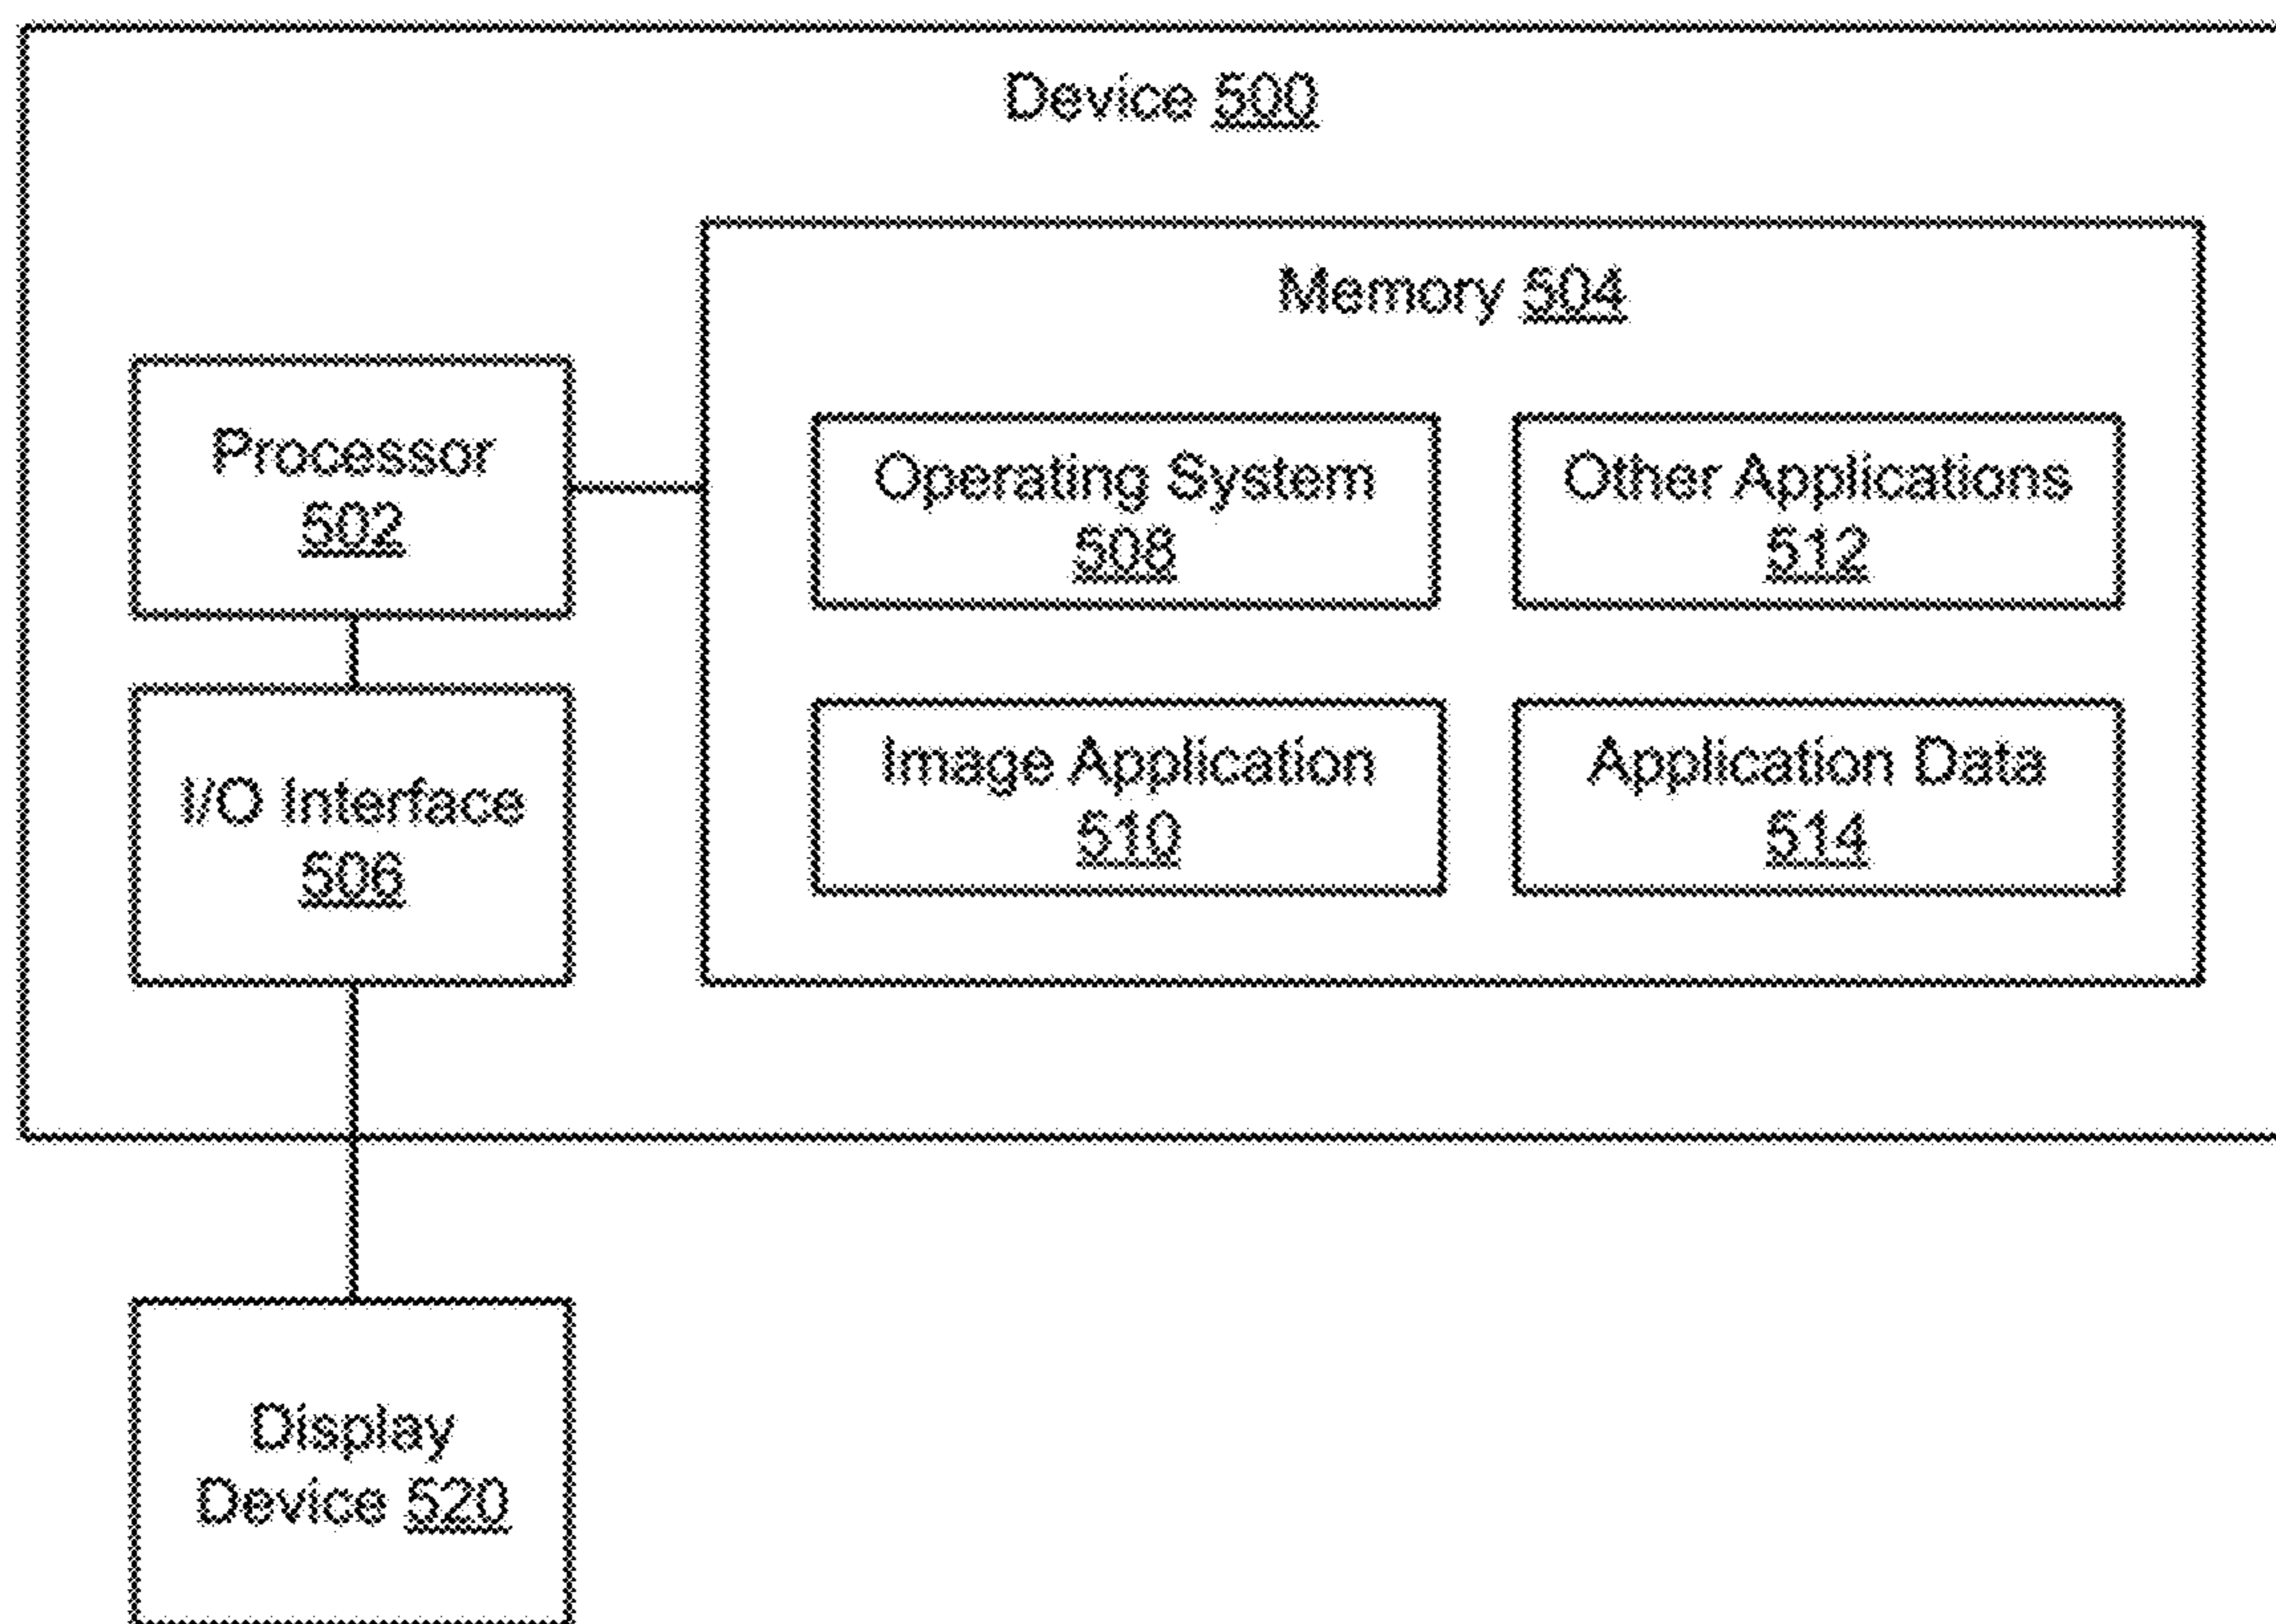 Device 500
Memory 504
Processor
502
Operating System
508
Other Applications
512
I/O Interface
506
Image Application
510
Application Data
514
Display
Device 520